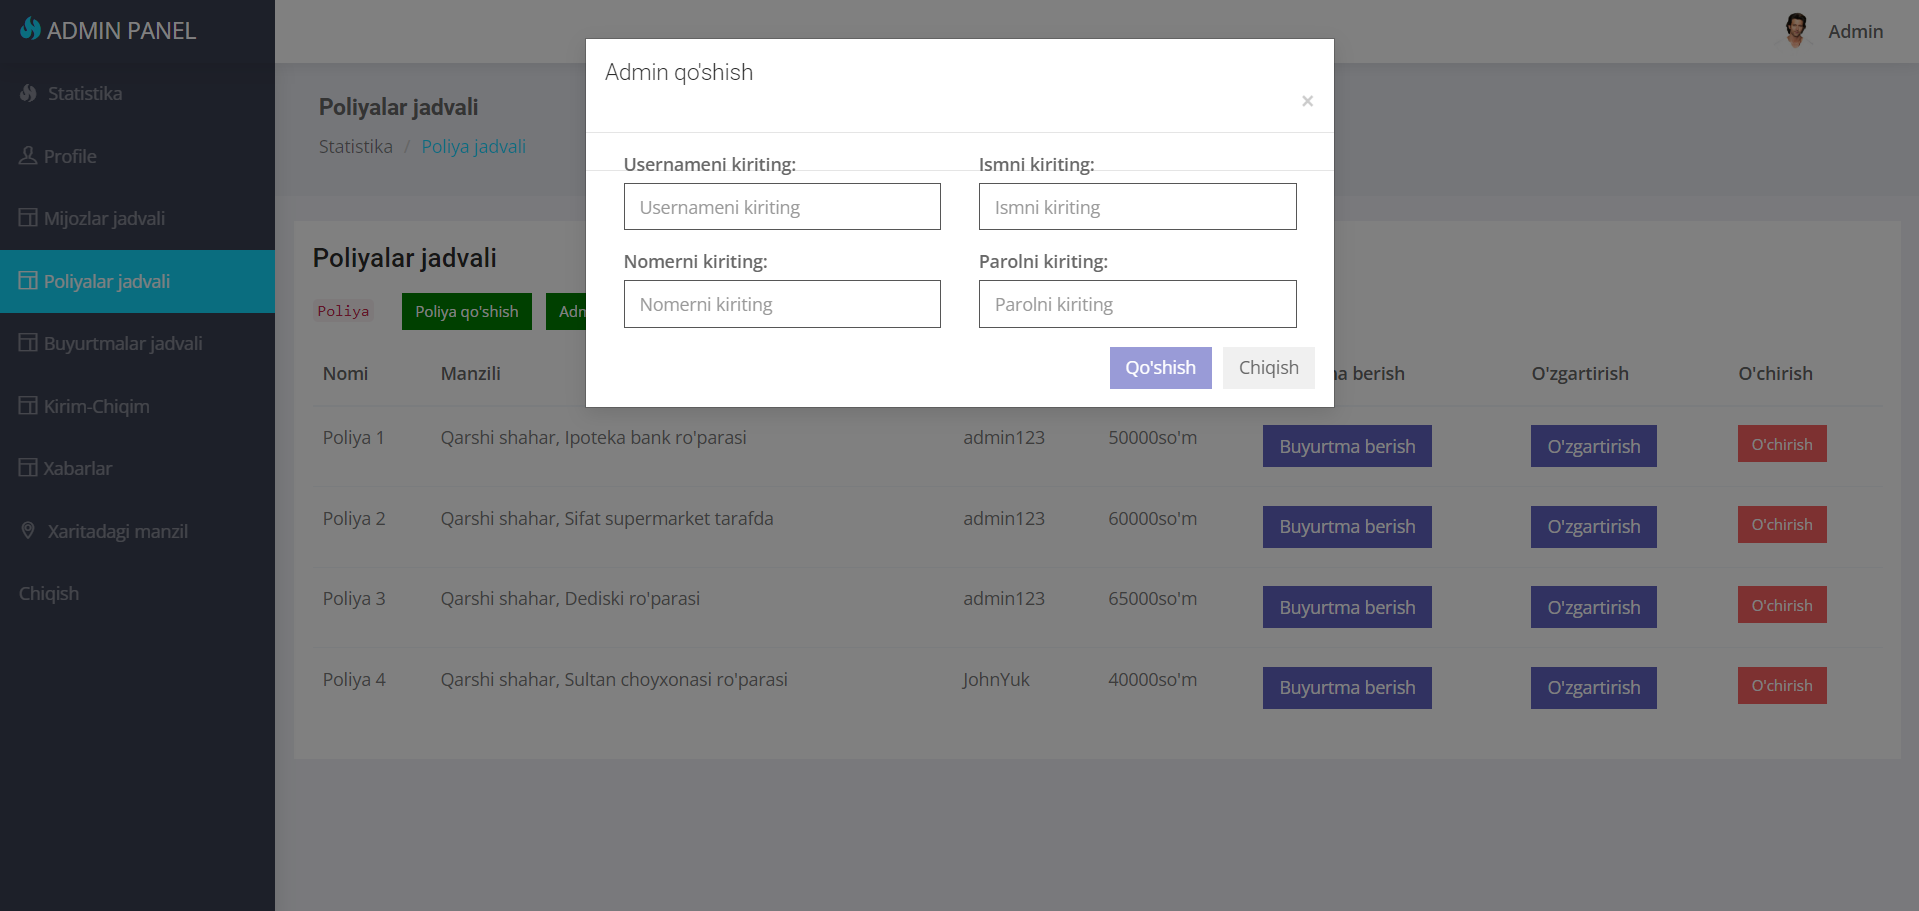 ADMIN PANEL
Admin
Statistika
Profile
Mijozlar jadvali
Poliyalar jadvali
Buyurtmalar jadvali
Kirim-Chiqim
Xabarlar
Xaritadagi manzil
Chiqish
Poliyalar jadvali
Statistika / Poliya jadvali
Admin qo'shish
×
Usernameni kiriting: Ismni kiriting:
Usernameni kiriting Ismni kiriting
Nomerni kiriting: Parolni kiriting:
Nomerni kiriting Parolni kiriting
Qo'shish Chiqish
Poliyalar jadvali
Poliya Poliya qo'shish
Nomi Manzili berish O'zgartirish O'chirish
Poliya 1 Qarshi shahar, Ipoteka bank ro'parasi admin123 50000so'm Buyurtma berish O'zgartirish O'chirish
Poliya 2 Qarshi shahar, Sifat supermarket tarafda admin123 60000so'm Buyurtma berish O'zgartirish O'chirish
Poliya 3 Qarshi shahar, Dediski ro'parasi admin123 65000so'm Buyurtma berish O'zgartirish O'chirish
Poliya 4 Qarshi shahar, Sultan choyxonasi ro'parasi JohnYuk 40000so'm Buyurtma berish O'zgartirish O'chirish